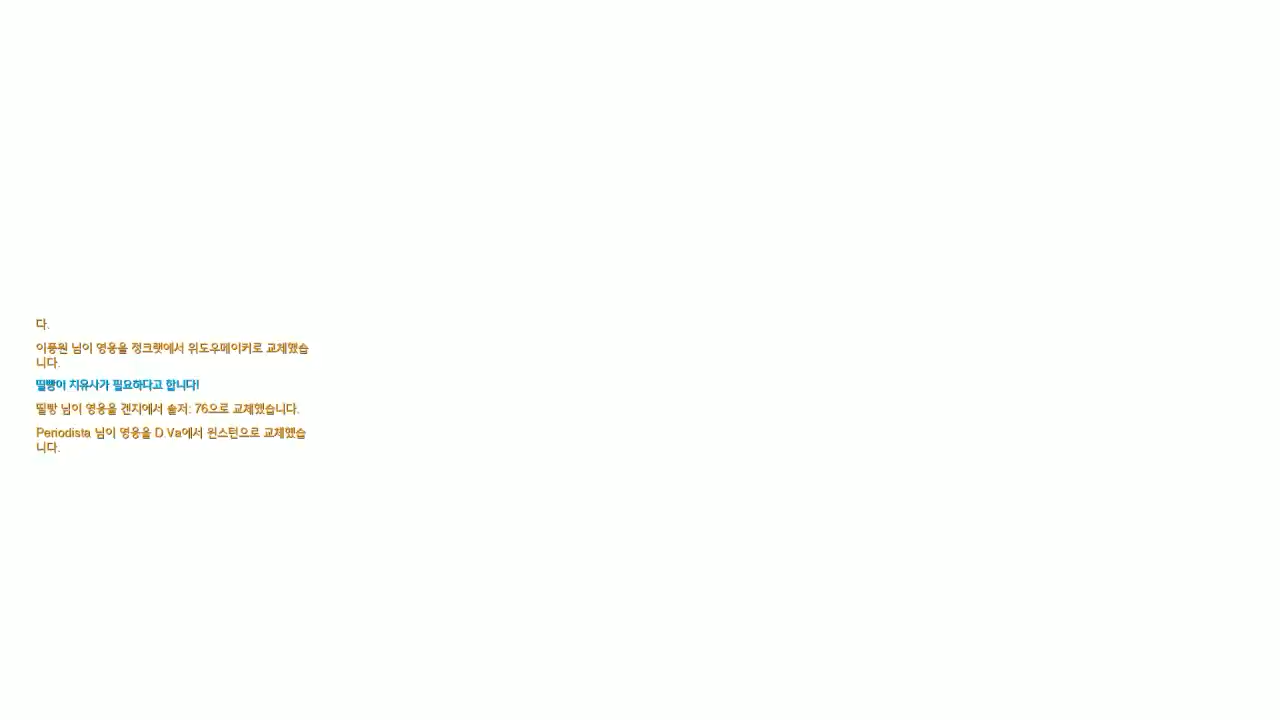 다.
이풍원 님이 영웅을 정크랫에서 위도우메이커로 교체했습
니다.
띨빵이 치유사가 필요하다고 합니다!
띨빵 님이 영웅을 겐지에서 솔저: 76으로 교체했습니다.
Periodista 님이 영웅을 D.Va에서 윈스턴으로 교체했습
니다.